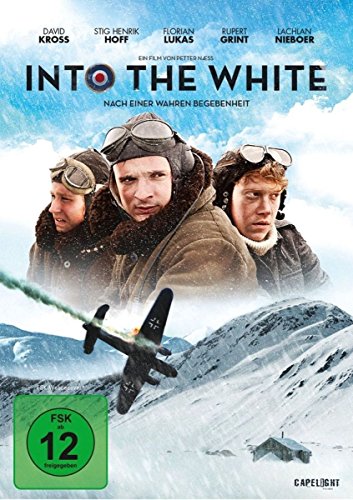 DAVID KROSS STIG HENRIK HOFF FLORIAN LUKAS RUPERT GRINT LACHLAN NIEBOER
EIN FILM VON PETTER NÆSS
INTO THE WHITE
NACH EINER WAHREN BEGEBENHEIT
FSK
ab
12
freigegeben
CAPELIGHT